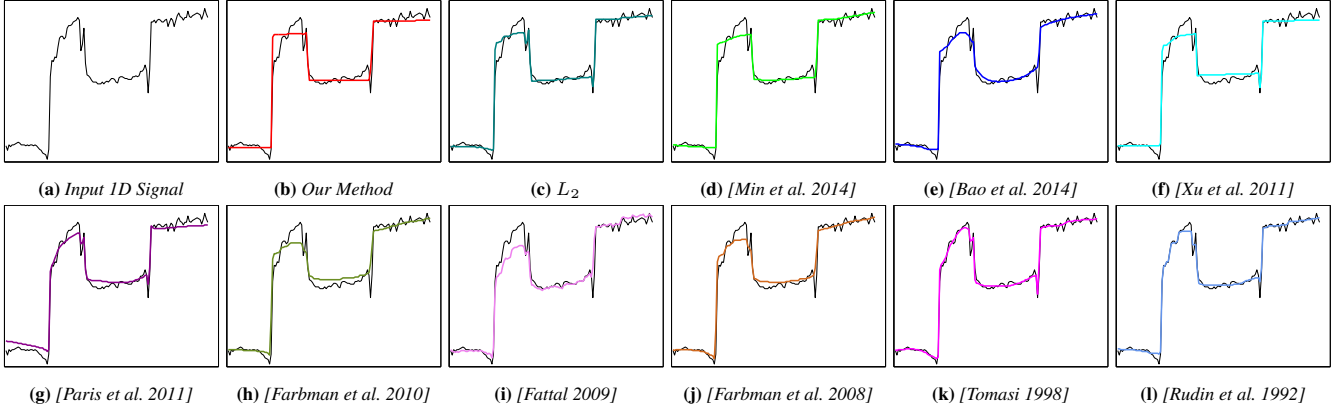 (a) Input 1D Signal
(b) Our Method
(c) L2
(d) [Min et al. 2014]
(e) [Bao et al. 2014]
(f) [Xu et al. 2011]
(g) [Paris et al. 2011]
(h) [Farbman et al. 2010]
(i) [Fattal 2009]
(j) [Farbman et al. 2008]
(k) [Tomasi 1998]
(l) [Rudin et al. 1992]